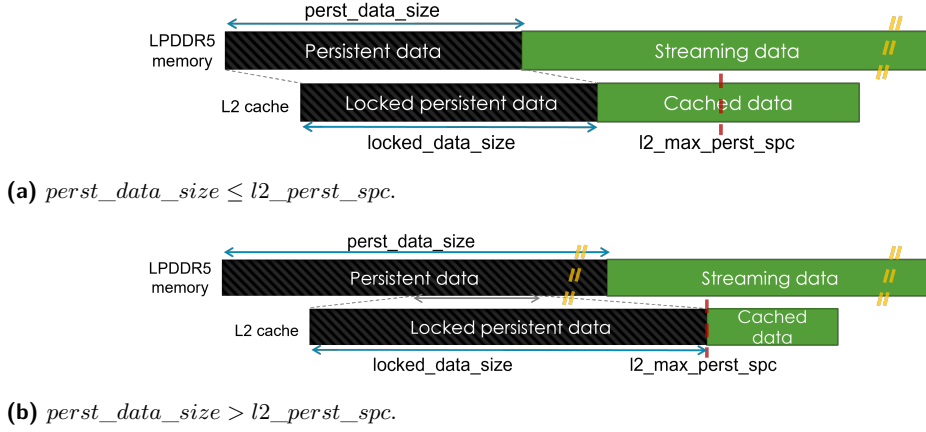 perst_data_size
LPDDR5
memory
Persistent data
Streaming data
L2 cache
Locked persistent data
Cached data
locked_data_size
l2_max_perst_spc
(a) perst_data_size ≤ l2_perst_spc.
perst_data_size
LPDDR5
memory
Persistent data
Streaming data
L2 cache
Locked persistent data
Cached
data
locked_data_size
l2_max_perst_spc
(b) perst_data_size > l2_perst_spc.